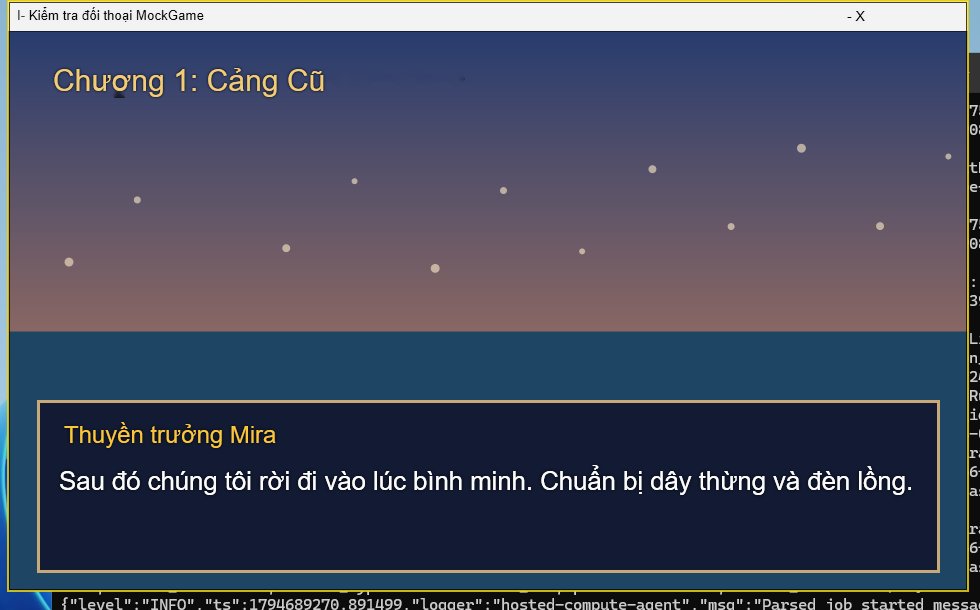 I- Kiểm tra đối thoại MockGame
- X
Chương 1: Cảng Cũ
Thuyền trưởng Mira
Sau đó chúng tôi rời đi vào lúc bình minh. Chuẩn bị dây thừng và đèn lồng.
{"level":"INFO","ts":1794689270.891499,"logger":"hosted-compute-agent","msg":"Parsed job started mess